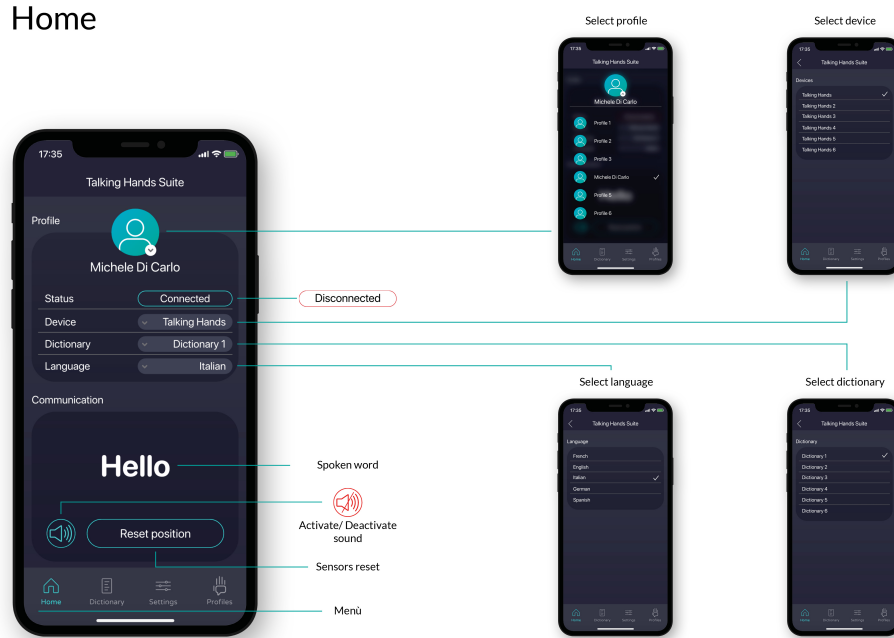 Home
17:35
Talking Hands Suite
Profile
Michele Di Carlo
Status Connected
Device Talking Hands
Dictionary Dictionary 1
Language Italian
Communication
Hello
Reset position
Home Dictionary Settings Profiles
Disconnected
Spoken word
Activate/ Deactivate
sound
Sensors reset
Menù
Select profile
17:35
Talking Hands Suite
Michele Di Carlo
Profile 1
Profile 2
Profile 3
Michele Di Carlo
Profile 5
Profile 6
Home Dictionary Settings Profiles
Select device
17:35
Talking Hands Suite
Devices
Talking Hands
Talking Hands 2
Talking Hands 3
Talking Hands 4
Talking Hands 5
Talking Hands 6
Home Dictionary Settings Profiles
Select language
17:35
Talking Hands Suite
Language
French
English
Italian
German
Spanish
Home Dictionary Settings Profiles
Select dictionary
17:35
Talking Hands Suite
Dictionary
Dictionary 1
Dictionary 2
Dictionary 3
Dictionary 4
Dictionary 5
Dictionary 6
Home Dictionary Settings Profiles